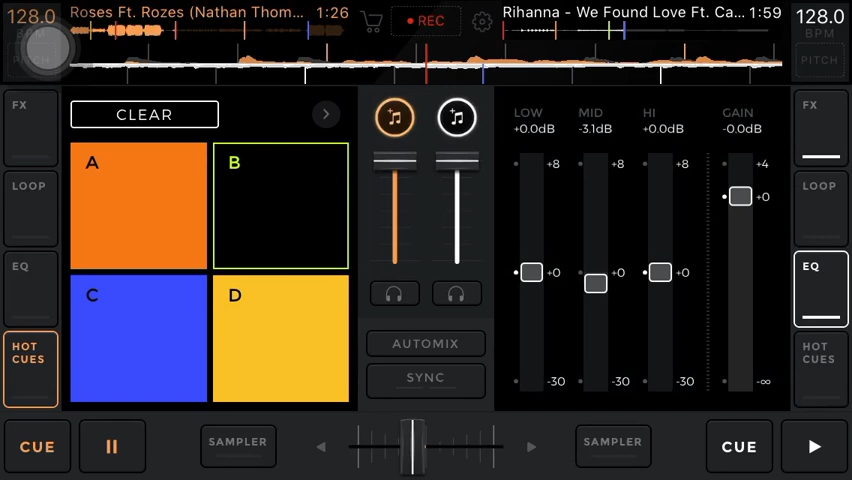 128.0
BPM
PITCH
Roses Ft. Rozes (Nathan Thom... 1:26
REC
Rihanna - We Found Love Ft. Ca... 1:59
128.0
BPM
PITCH
FX
LOOP
EQ
HOT
CUES
CLEAR
A
B
C
D
AUTOMIX
SYNC
LOW MID HI GAIN
+0.0dB -3.1dB +0.0dB -0.0dB
+8 +8 +8 +4
+0
+0 +0 +0
-30 -30 -30 -∞
FX
LOOP
EQ
HOT
CUES
CUE
SAMPLER
SAMPLER
CUE